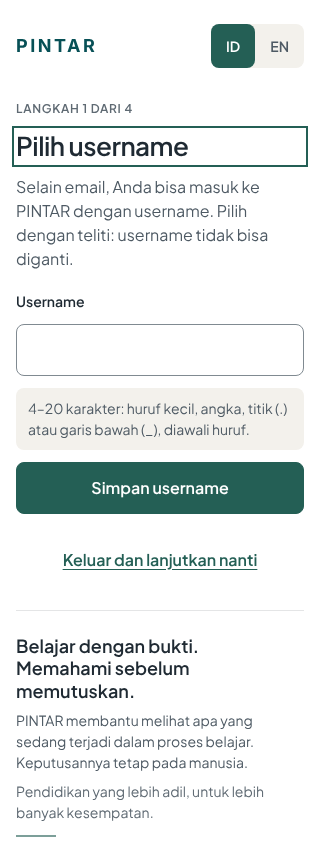 PINTAR
ID
EN
LANGKAH 1 DARI 4
Pilih username
Selain email, Anda bisa masuk ke
PINTAR dengan username. Pilih
dengan teliti: username tidak bisa
diganti.
Username
4–20 karakter: huruf kecil, angka, titik (.)
atau garis bawah (_), diawali huruf.
Simpan username
Keluar dan lanjutkan nanti
Belajar dengan bukti.
Memahami sebelum
memutuskan.
PINTAR membantu melihat apa yang
sedang terjadi dalam proses belajar.
Keputusannya tetap pada manusia.
Pendidikan yang lebih adil, untuk lebih
banyak kesempatan.